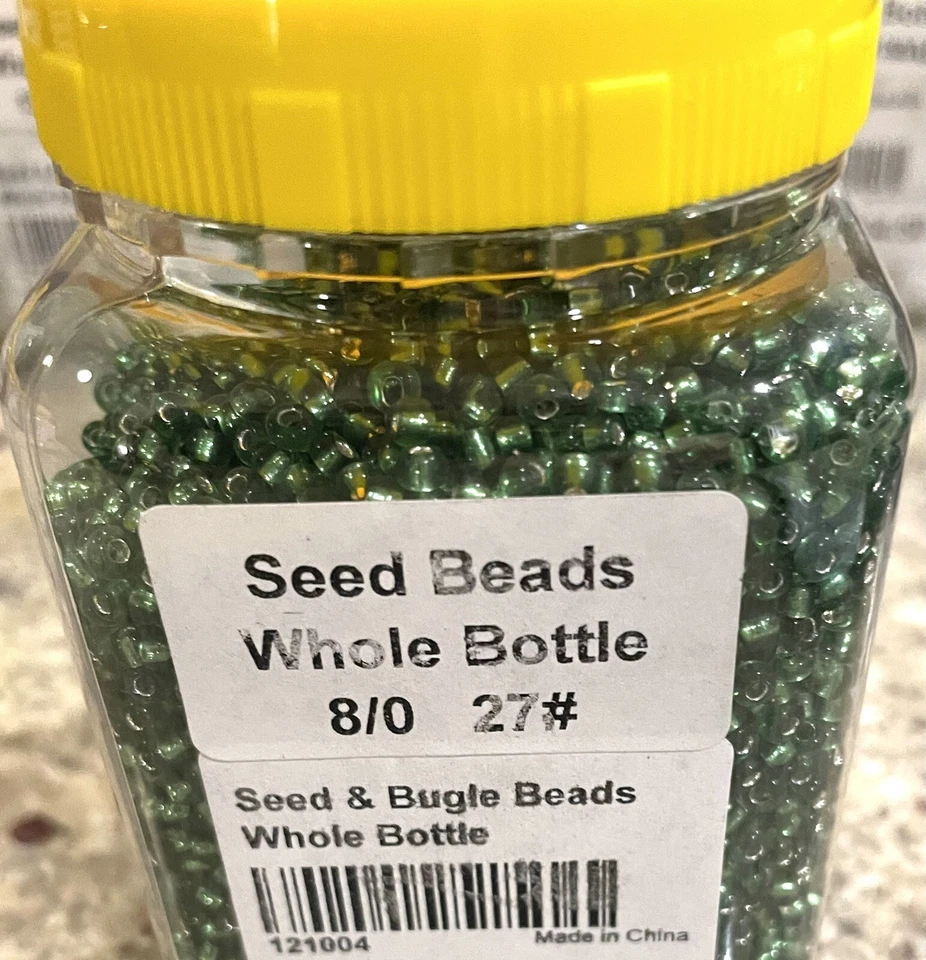 Seed Beads
Whole Bottle
8/0 27#
Seed & Bugle Beads
Whole Bottle
121004 Made in China